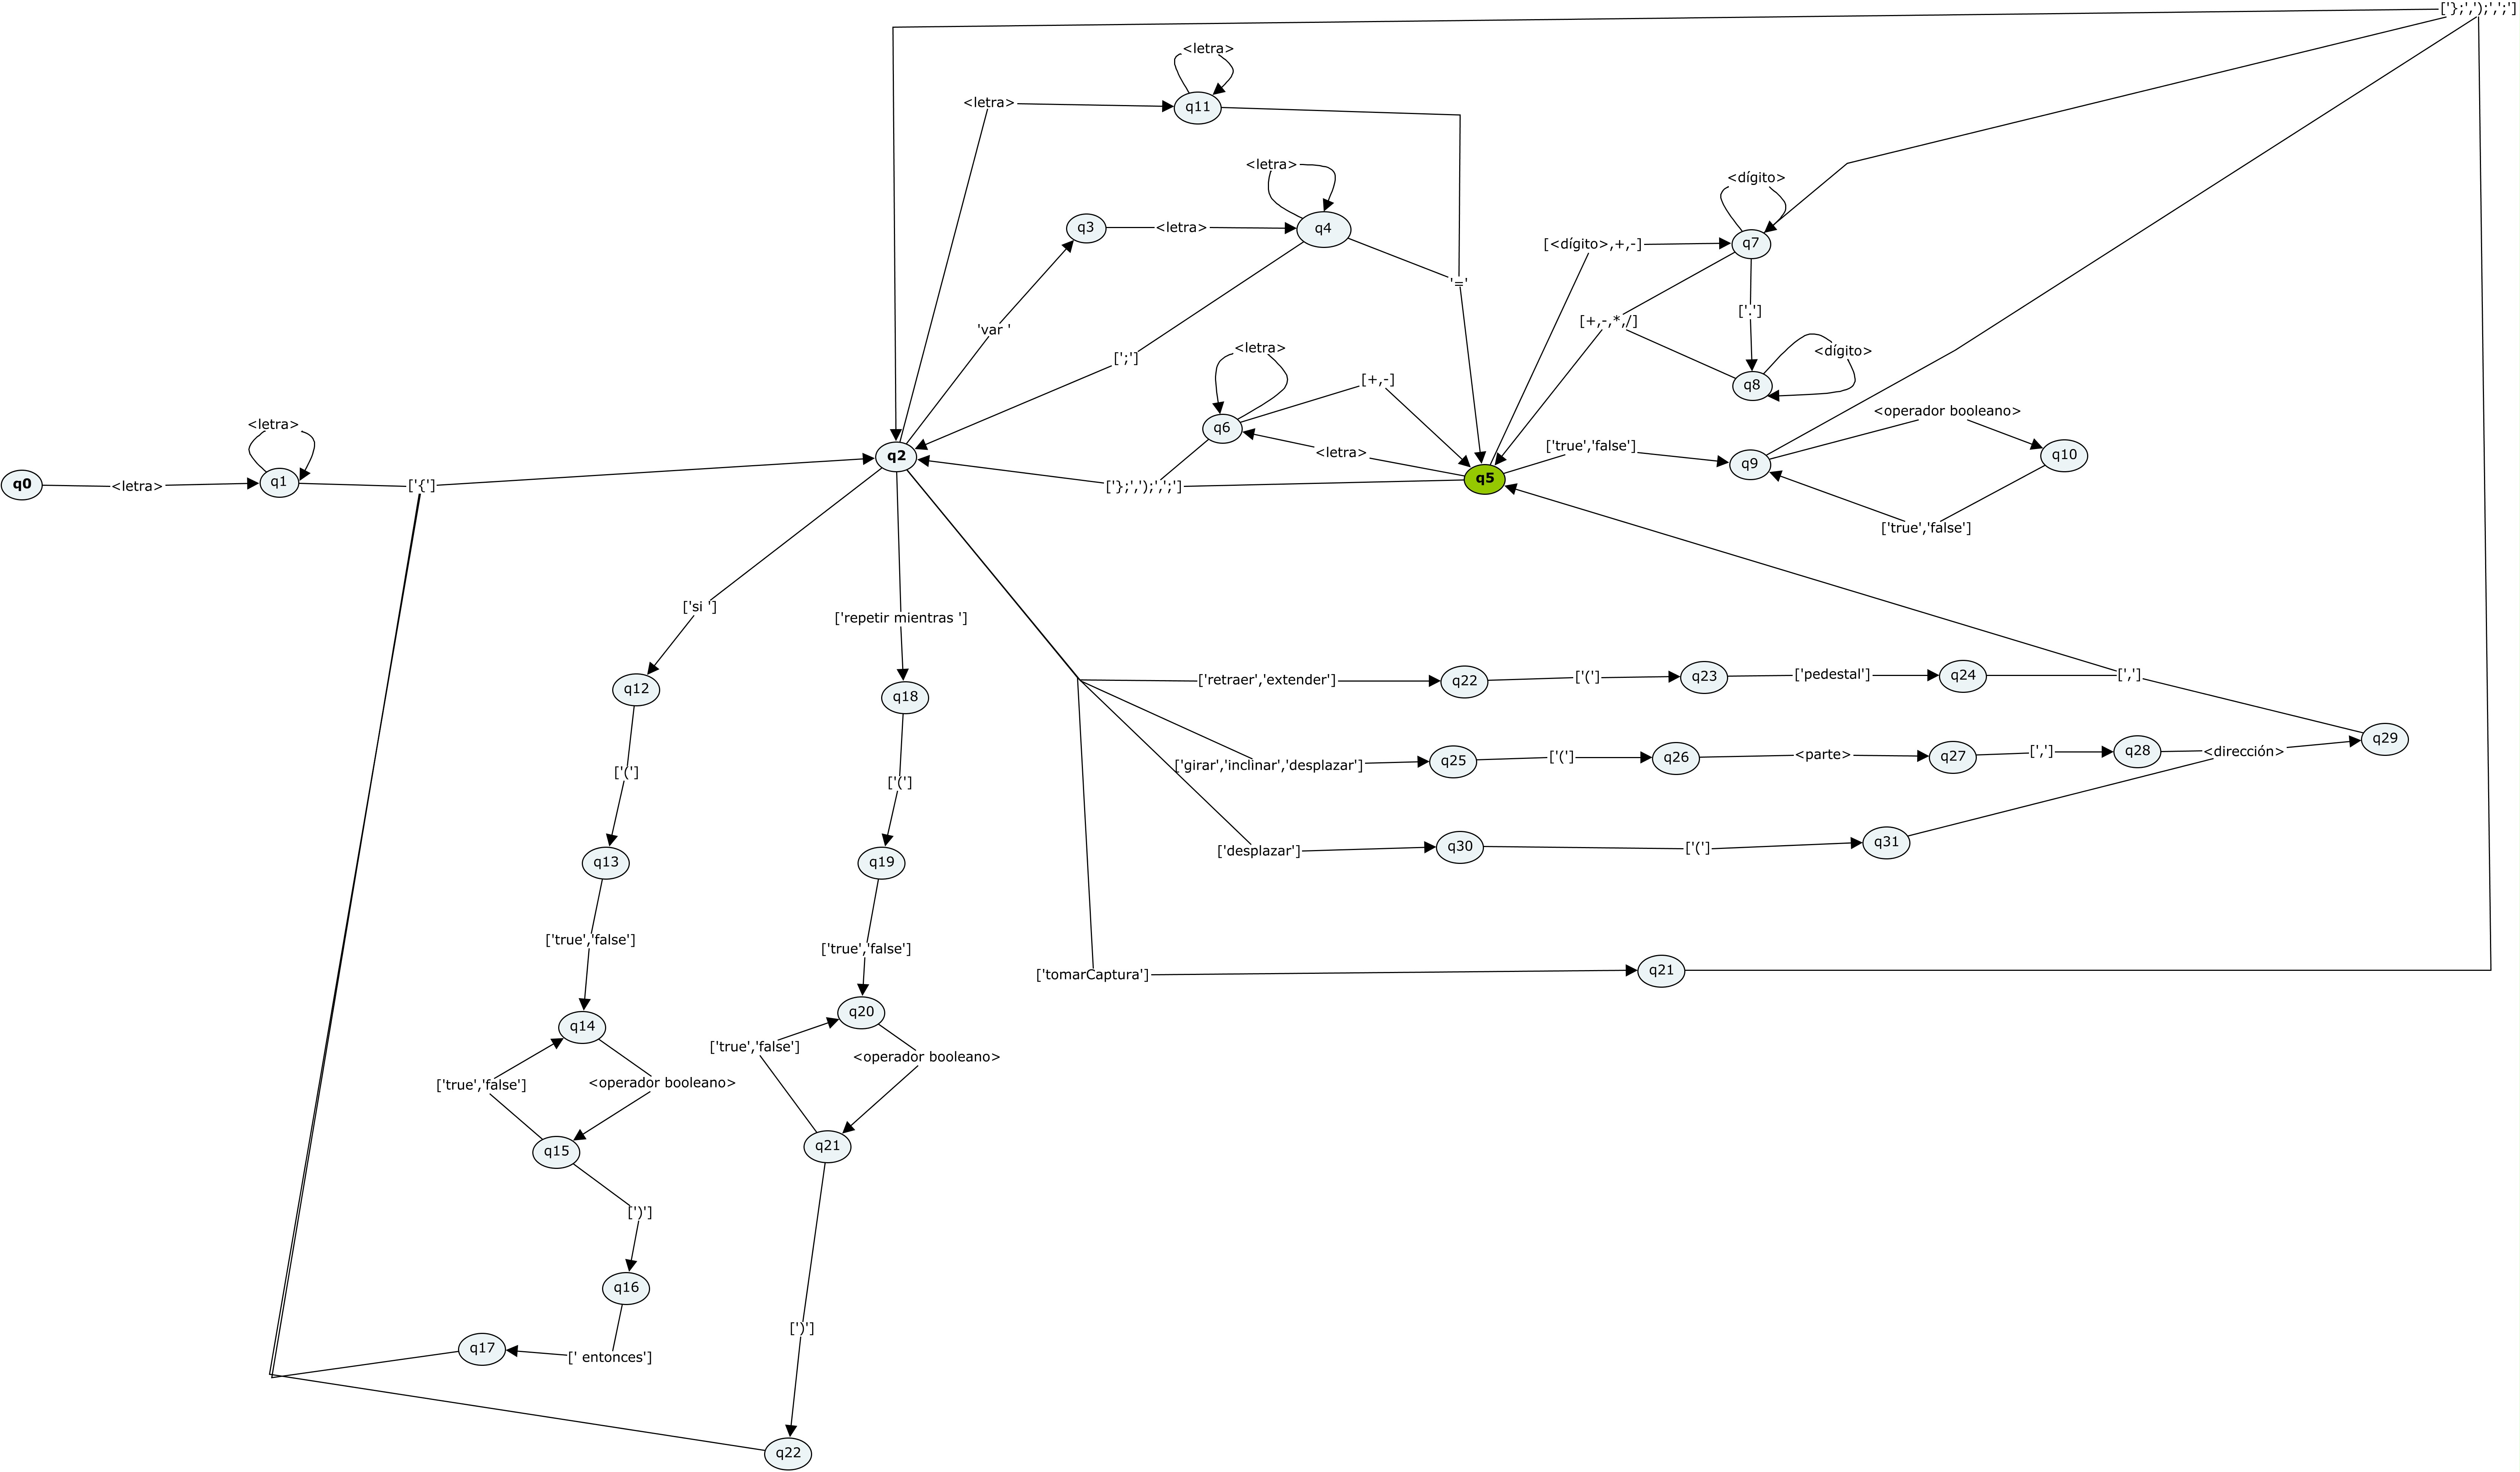 ['};',');',';']
<letra>
<letra>
q11
<letra>
<dígito>
q3
<letra>
q4
[<dígito>,+,-]
q7
'='
['.']
[+,-,*,/]
'var '
<letra>
[';']
<dígito>
[+,-]
q8
<operador booleano>
<letra>
q6
['true','false']
<letra>
q2
q10
q9
q5
q0
<letra>
q1
['{']
['};',');',';']
['true','false']
['si ']
['repetir mientras ']
['retraer','extender']
q22
['(']
q23
['pedestal']
q24
[',']
q12
q18
q29
['girar','inclinar','desplazar']
q25
['(']
q26
<parte>
q27
[',']
q28
<dirección>
['(']
['(']
['desplazar']
q30
['(']
q31
q13
q19
['true','false']
['true','false']
['tomarCaptura']
q21
q14
q20
['true','false']
<operador booleano>
['true','false']
<operador booleano>
q15
q21
[')']
q16
[')']
q17
[' entonces']
q22